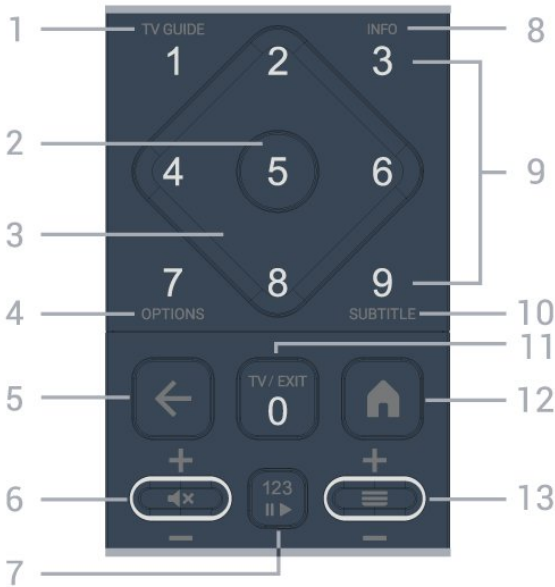 1 TV GUIDE INFO 8
1 2 3
2 4 5 6 9
3
7 8 9
4 OPTIONS SUBTITLE 10
11
5 TV / EXIT 12
0
+ +
6 123 13
− −
7